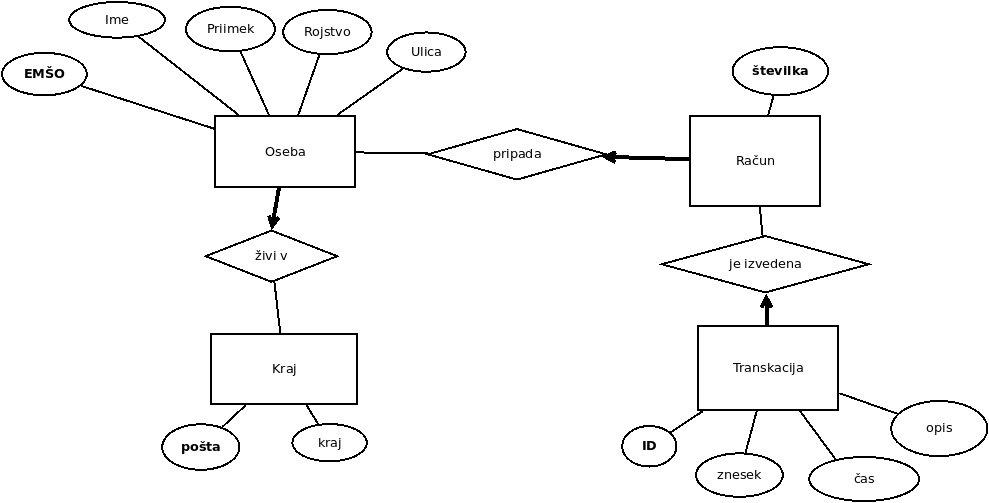 Ime
Priimek
Rojstvo
Ulica
EMŠO
številka
Oseba
pripada
Račun
živi v
je izvedena
Kraj
Transkacija
pošta
kraj
ID
znesek
čas
opis